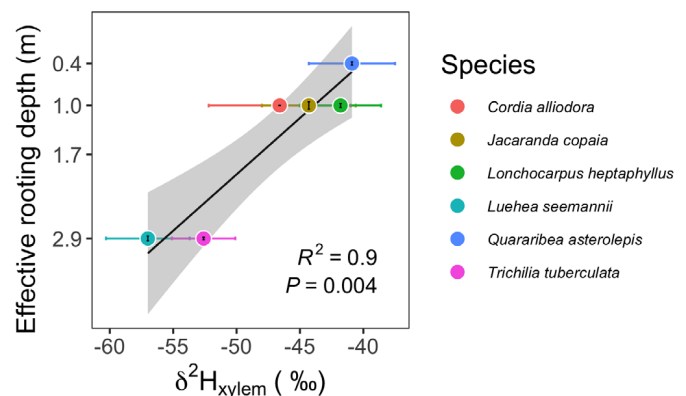 Effective rooting depth (m)
0.4
1.0
1.7
2.9
R² = 0.9
P = 0.004
-60
-55
-50
-45
-40
δ²Hxylem ( ‰)
Species
Cordia alliodora
Jacaranda copaia
Lonchocarpus heptaphyllus
Luehea seemannii
Quararibea asterolepis
Trichilia tuberculata